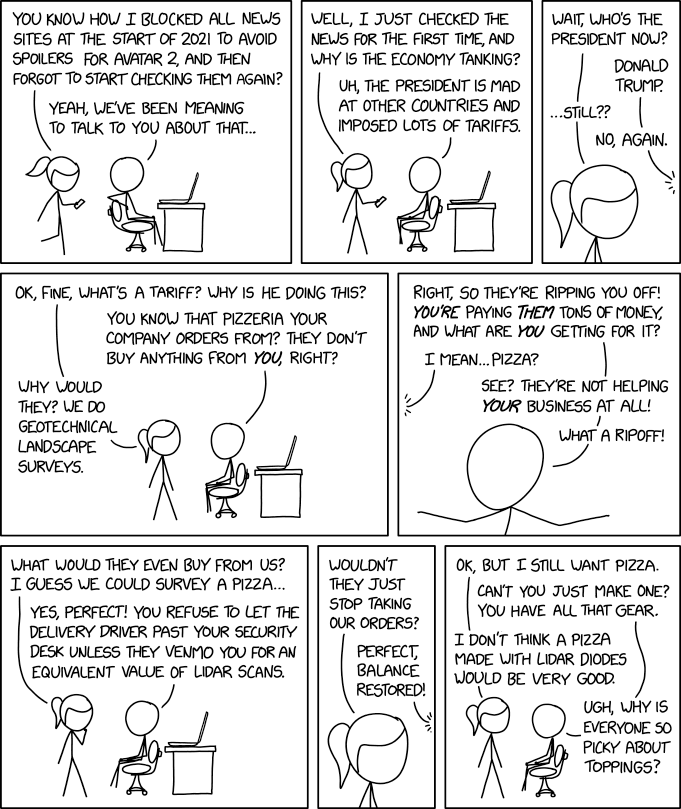 YOU KNOW HOW I BLOCKED ALL NEWS
SITES AT THE START OF 2021 TO AVOID
SPOILERS FOR AVATAR 2, AND THEN
FORGOT TO START CHECKING THEM AGAIN?
YEAH, WE'VE BEEN MEANING
TO TALK TO YOU ABOUT THAT...
WELL, I JUST CHECKED THE
NEWS FOR THE FIRST TIME, AND
WHY IS THE ECONOMY TANKING?
UH, THE PRESIDENT IS MAD
AT OTHER COUNTRIES AND
IMPOSED LOTS OF TARIFFS.
WAIT, WHO'S THE
PRESIDENT NOW?
DONALD
TRUMP.
...STILL??
NO, AGAIN.
OK, FINE, WHAT'S A TARIFF? WHY IS HE DOING THIS?
YOU KNOW THAT PIZZERIA YOUR
COMPANY ORDERS FROM? THEY DON'T
BUY ANYTHING FROM YOU, RIGHT?
WHY WOULD
THEY? WE DO
GEOTECHNICAL
LANDSCAPE
SURVEYS.
RIGHT, SO THEY'RE RIPPING YOU OFF!
YOU'RE PAYING THEM TONS OF MONEY,
AND WHAT ARE YOU GETTING FOR IT?
I MEAN...PIZZA?
SEE? THEY'RE NOT HELPING
YOUR BUSINESS AT ALL!
WHAT A RIPOFF!
WHAT WOULD THEY EVEN BUY FROM US?
I GUESS WE COULD SURVEY A PIZZA...
YES, PERFECT! YOU REFUSE TO LET THE
DELIVERY DRIVER PAST YOUR SECURITY
DESK UNLESS THEY VENMO YOU FOR AN
EQUIVALENT VALUE OF LIDAR SCANS.
WOULDN'T
THEY JUST
STOP TAKING
OUR ORDERS?
PERFECT,
BALANCE
RESTORED!
OK, BUT I STILL WANT PIZZA.
CAN'T YOU JUST MAKE ONE?
YOU HAVE ALL THAT GEAR.
I DON'T THINK A PIZZA
MADE WITH LIDAR DIODES
WOULD BE VERY GOOD.
UGH, WHY IS
EVERYONE SO
PICKY ABOUT
TOPPINGS?